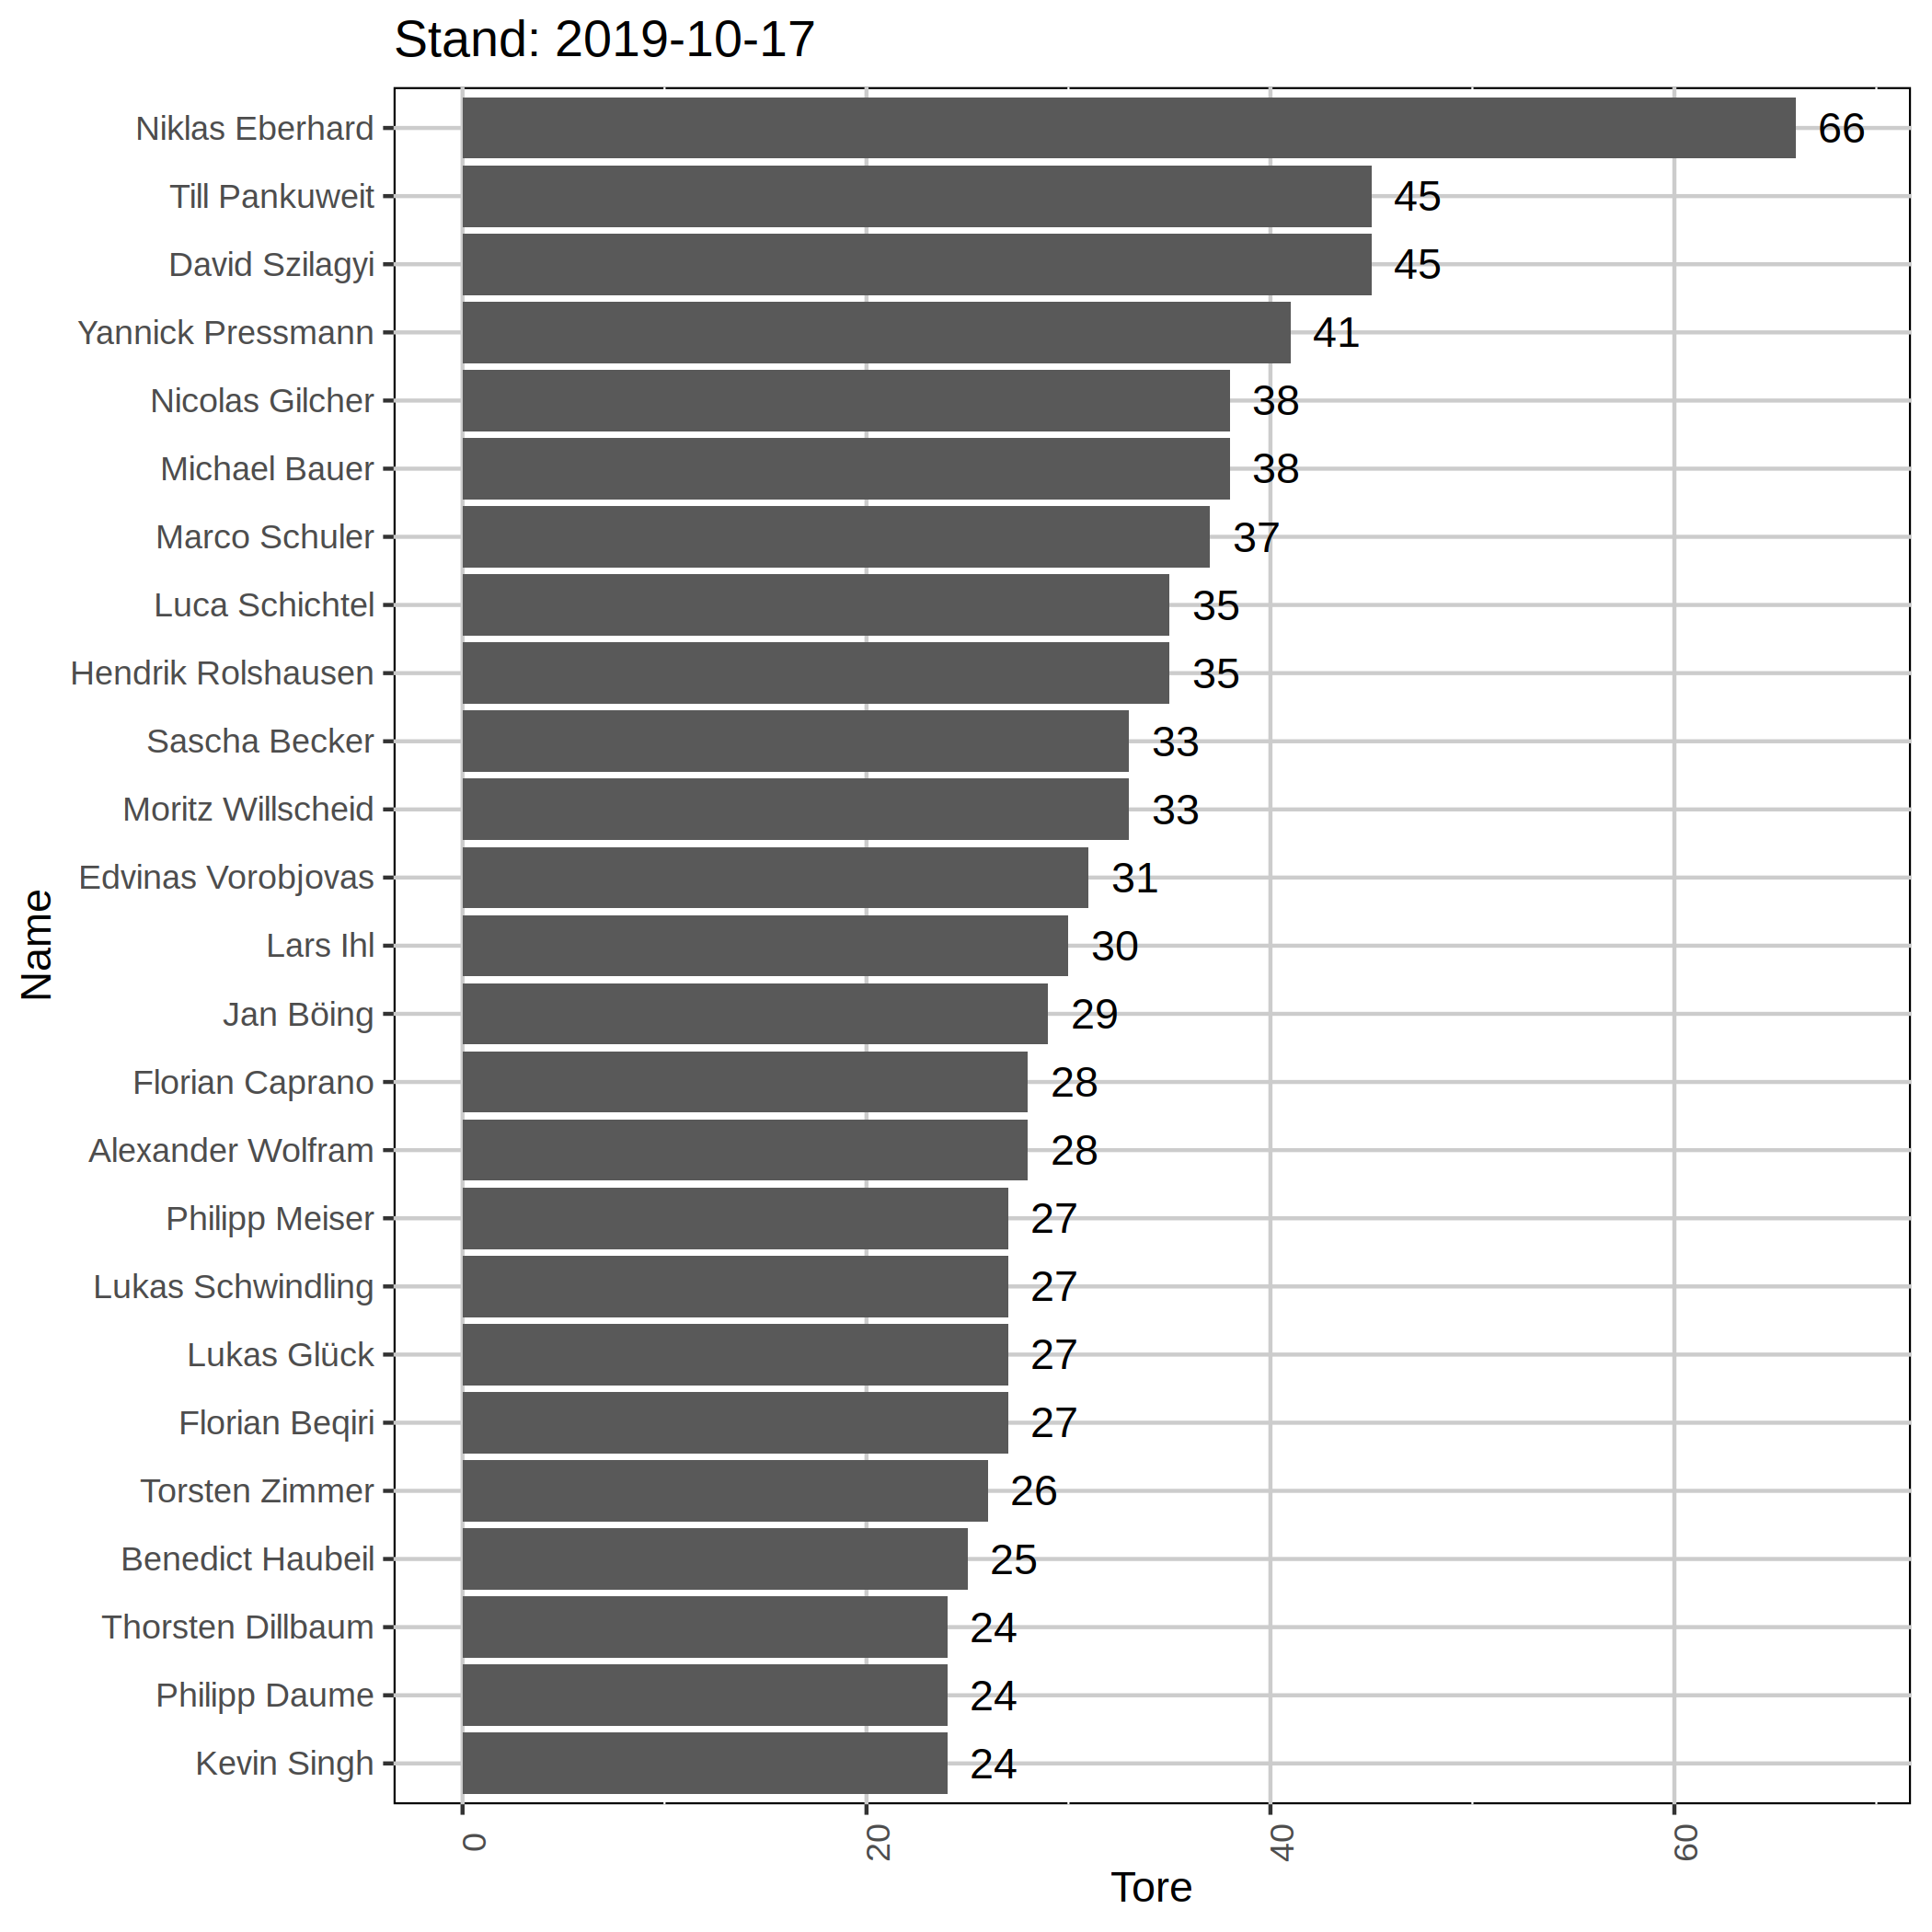 Stand: 2019-10-17
Name
Niklas Eberhard 66
Till Pankuweit 45
David Szilagyi 45
Yannick Pressmann 41
Nicolas Gilcher 38
Michael Bauer 38
Marco Schuler 37
Luca Schichtel 35
Hendrik Rolshausen 35
Sascha Becker 33
Moritz Willscheid 33
Edvinas Vorobjovas 31
Lars Ihl 30
Jan Böing 29
Florian Caprano 28
Alexander Wolfram 28
Philipp Meiser 27
Lukas Schwindling 27
Lukas Glück 27
Florian Beqiri 27
Torsten Zimmer 26
Benedict Haubeil 25
Thorsten Dillbaum 24
Philipp Daume 24
Kevin Singh 24
0 20 40 60
Tore